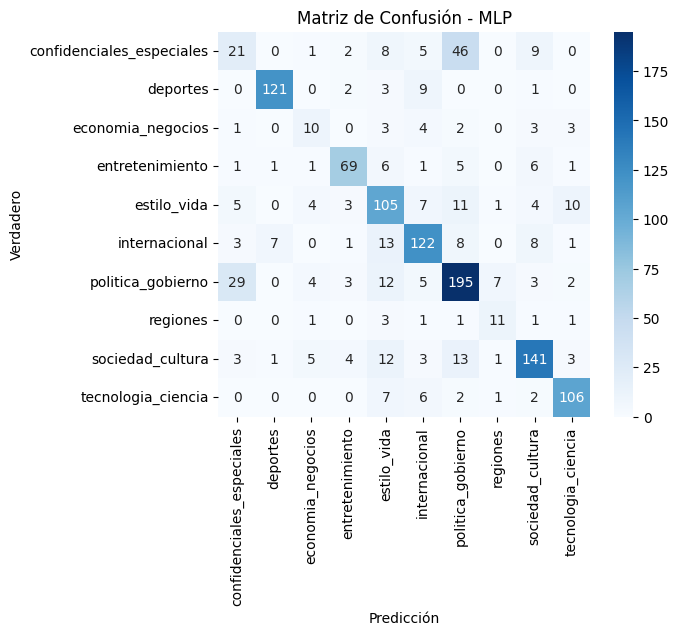 Matriz de Confusión - MLP
confidenciales_especiales 21 0 1 2 8 5 46 0 9 0
deportes 0 121 0 2 3 9 0 0 1 0
economia_negocios 1 0 10 0 3 4 2 0 3 3
entretenimiento 1 1 1 69 6 1 5 0 6 1
estilo_vida 5 0 4 3 105 7 11 1 4 10
internacional 3 7 0 1 13 122 8 0 8 1
politica_gobierno 29 0 4 3 12 5 195 7 3 2
regiones 0 0 1 0 3 1 1 11 1 1
sociedad_cultura 3 1 5 4 12 3 13 1 141 3
tecnologia_ciencia 0 0 0 0 7 6 2 1 2 106
Verdadero
confidenciales_especiales
deportes
economia_negocios
entretenimiento
estilo_vida
internacional
politica_gobierno
regiones
sociedad_cultura
tecnologia_ciencia
Predicción
175
150
125
100
75
50
25
0